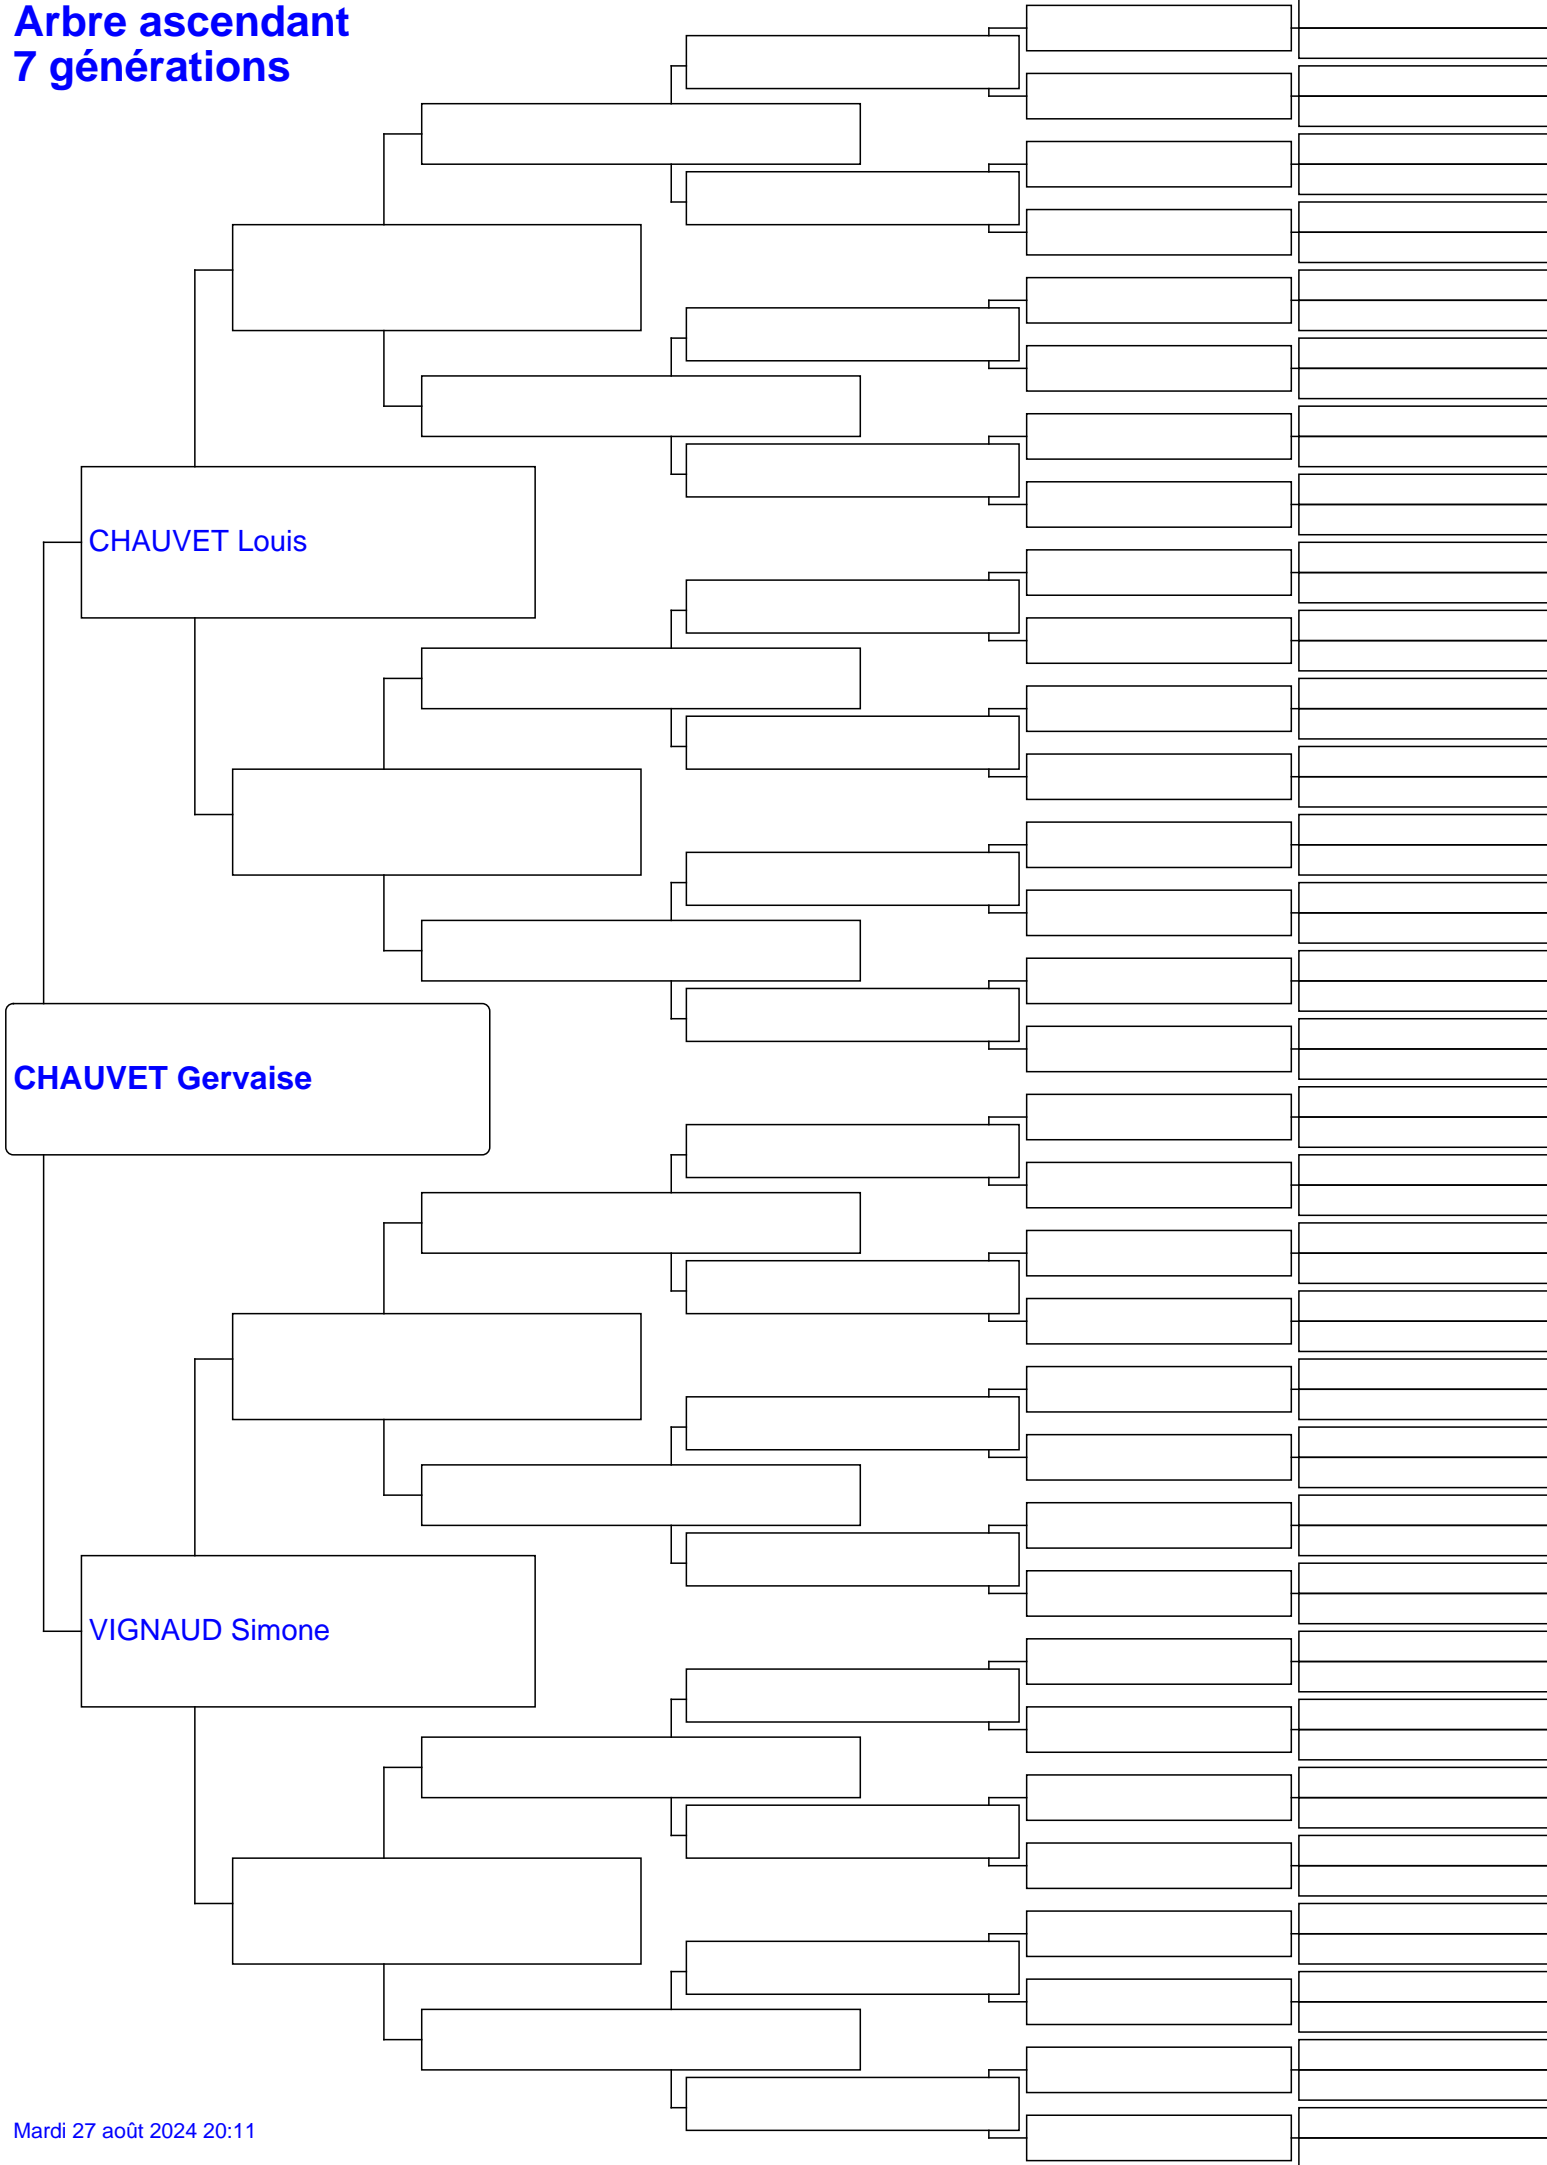 Arbre ascendant
7 générations
CHAUVET Louis
CHAUVET Gervaise
VIGNAUD Simone
Mardi 27 août 2024 20:11